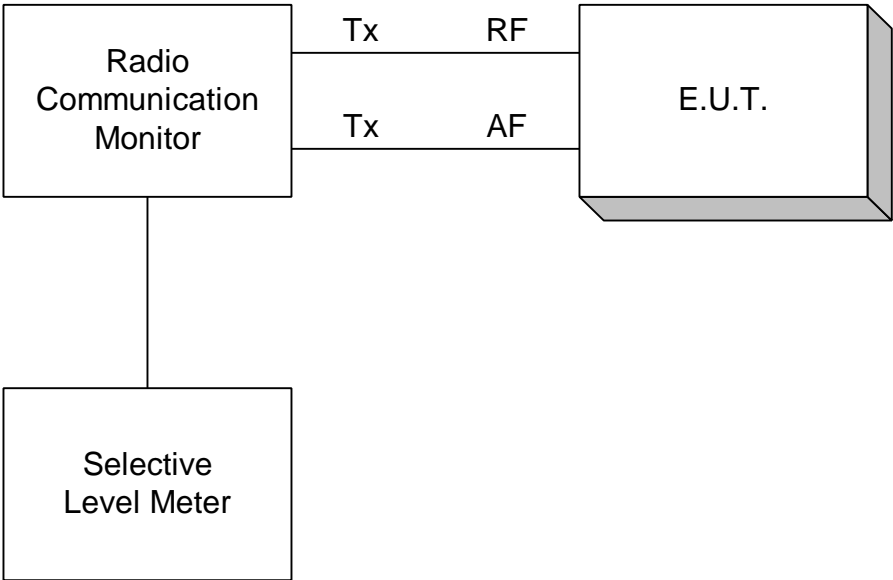 Radio
Communication
Monitor
Tx RF
Tx AF
E.U.T.
Selective
Level Meter